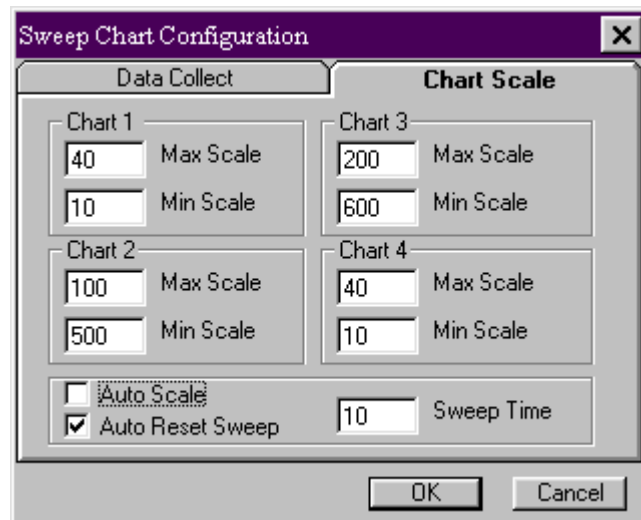 Sweep Chart Configuration
Data Collect
Chart Scale
Chart 1
40 Max Scale
10 Min Scale
Chart 3
200 Max Scale
600 Min Scale
Chart 2
100 Max Scale
500 Min Scale
Chart 4
40 Max Scale
10 Min Scale
Auto Scale
Auto Reset Sweep
10 Sweep Time
OK
Cancel